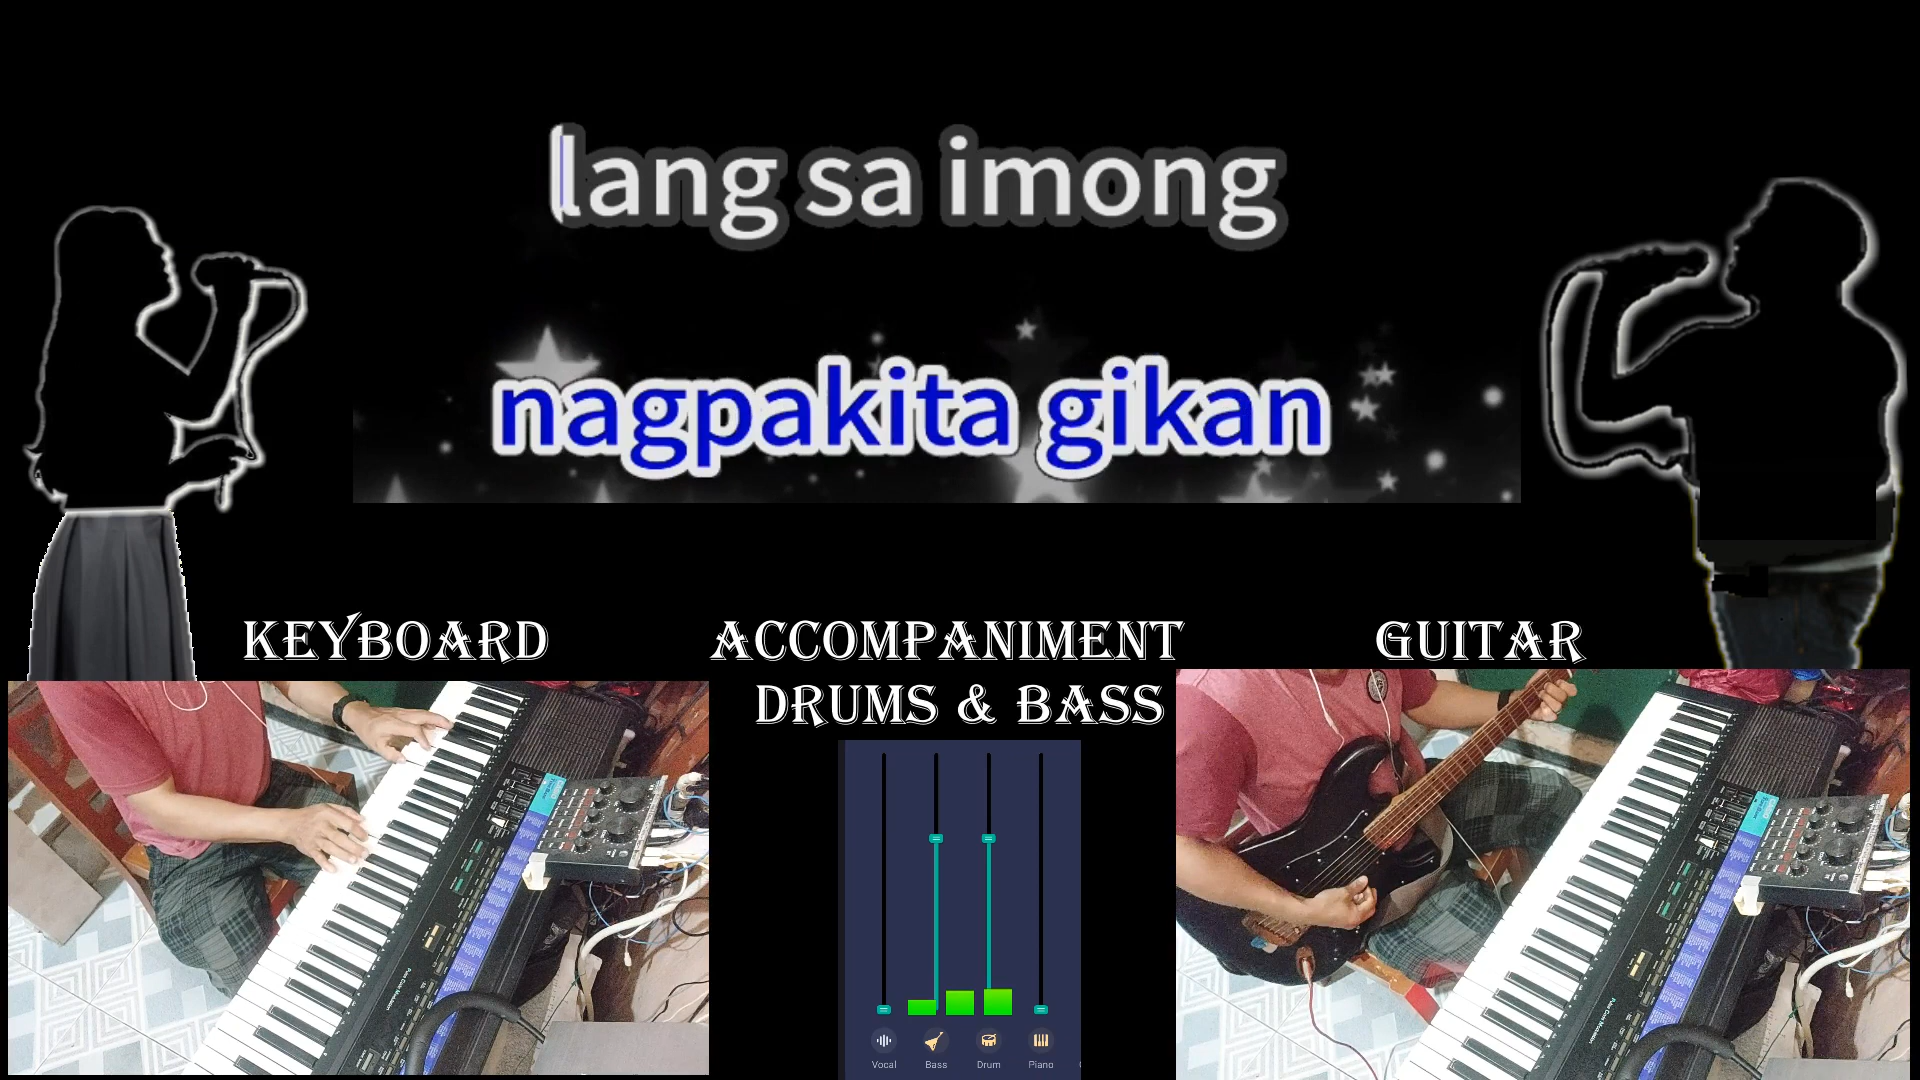 lang sa imong
nagpakita gikan
KEYBOARD
ACCOMPANIMENT
DRUMS & BASS
GUITAR
Vocal
Bass
Drum
Piano